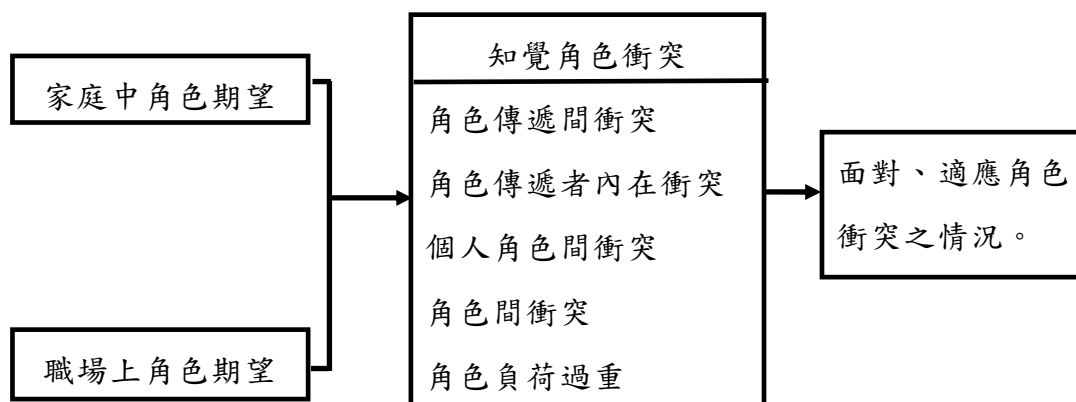 家庭中角色期望
職場上角色期望
知覺角色衝突
角色傳遞間衝突
角色傳遞者內在衝突
個人角色間衝突
角色間衝突
角色負荷過重
面對、適應角色
衝突之情況。